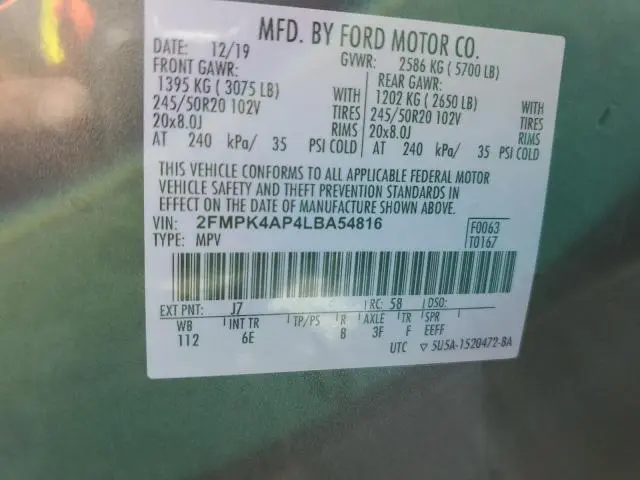 MFD. BY FORD MOTOR CO.
DATE: 12/19 GVWR: 2586 KG ( 5700 LB)
FRONT GAWR: REAR GAWR:
1395 KG ( 3075 LB) WITH 1202 KG ( 2650 LB) WITH
245/50R20 102V TIRES 245/50R20 102V TIRES
20x8.0J RIMS 20x8.0J RIMS
AT 240 kPa/ 35 PSI COLD AT 240 kPa/ 35 PSI COLD
THIS VEHICLE CONFORMS TO ALL APPLICABLE FEDERAL MOTOR
VEHICLE SAFETY AND THEFT PREVENTION STANDARDS IN
EFFECT ON THE DATE OF MANUFACTURE SHOWN ABOVE.
VIN: 2FMPK4AP4LBA54816 F0063
TYPE: MPV T0167
EXT PNT: J7 RC: 58 DSO:
WB INT TR TP/PS R AXLE TR SPR
112 6E B 3F F EEFF
UTC ▽ 5U5A-1520472-BA